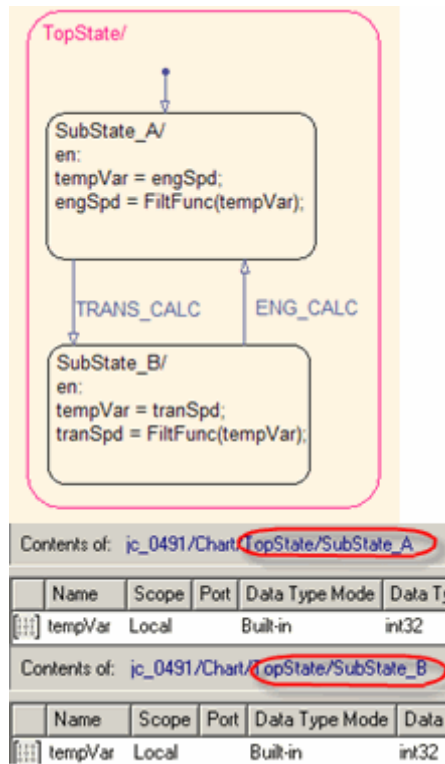 TopState/
SubState_A/
en:
tempVar = engSpd;
engSpd = FiltFunc(tempVar);
TRANS_CALC ENG_CALC
SubState_B/
en:
tempVar = tranSpd;
tranSpd = FiltFunc(tempVar);
Contents of: jc_0491/Chart/TopState/SubState_A
Name Scope Port Data Type Mode Data Ty
tempVar Local Built-in int32
Contents of: jc_0491/Chart/TopState/SubState_B
Name Scope Port Data Type Mode Data
tempVar Local Built-in int32